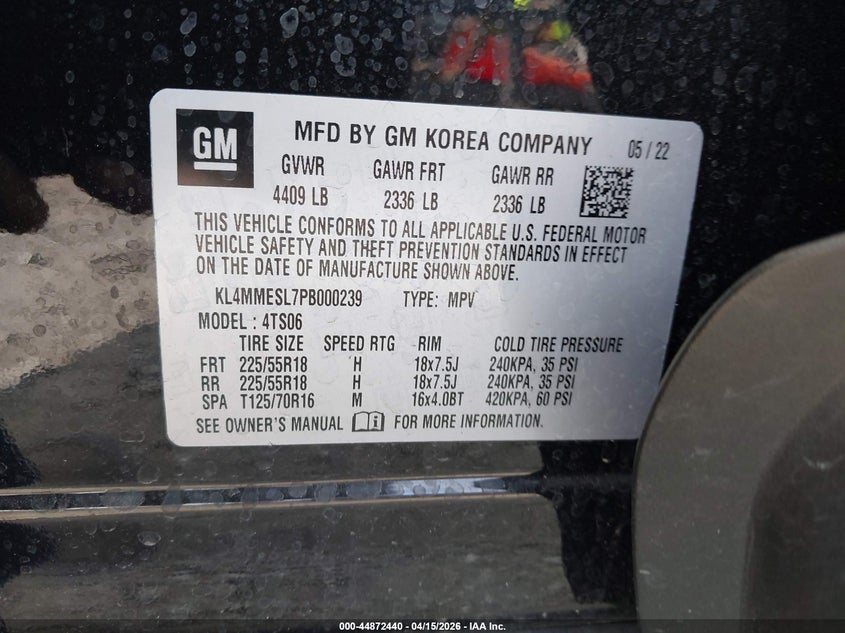 GM MFD BY GM KOREA COMPANY 05 / 22
GVWR GAWR FRT GAWR RR
4409 LB 2336 LB 2336 LB
THIS VEHICLE CONFORMS TO ALL APPLICABLE U.S. FEDERAL MOTOR
VEHICLE SAFETY AND THEFT PREVENTION STANDARDS IN EFFECT
ON THE DATE OF MANUFACTURE SHOWN ABOVE.
KL4MMESL7PB000239 TYPE: MPV
MODEL : 4TS06
TIRE SIZE SPEED RTG RIM COLD TIRE PRESSURE
FRT 225/55R18 H 18x7.5J 240KPA, 35 PSI
RR 225/55R18 H 18x7.5J 240KPA, 35 PSI
SPA T125/70R16 M 16x4.0BT 420KPA, 60 PSI
SEE OWNER'S MANUAL FOR MORE INFORMATION.
000-44872440 - 04/15/2026 - IAA Inc.